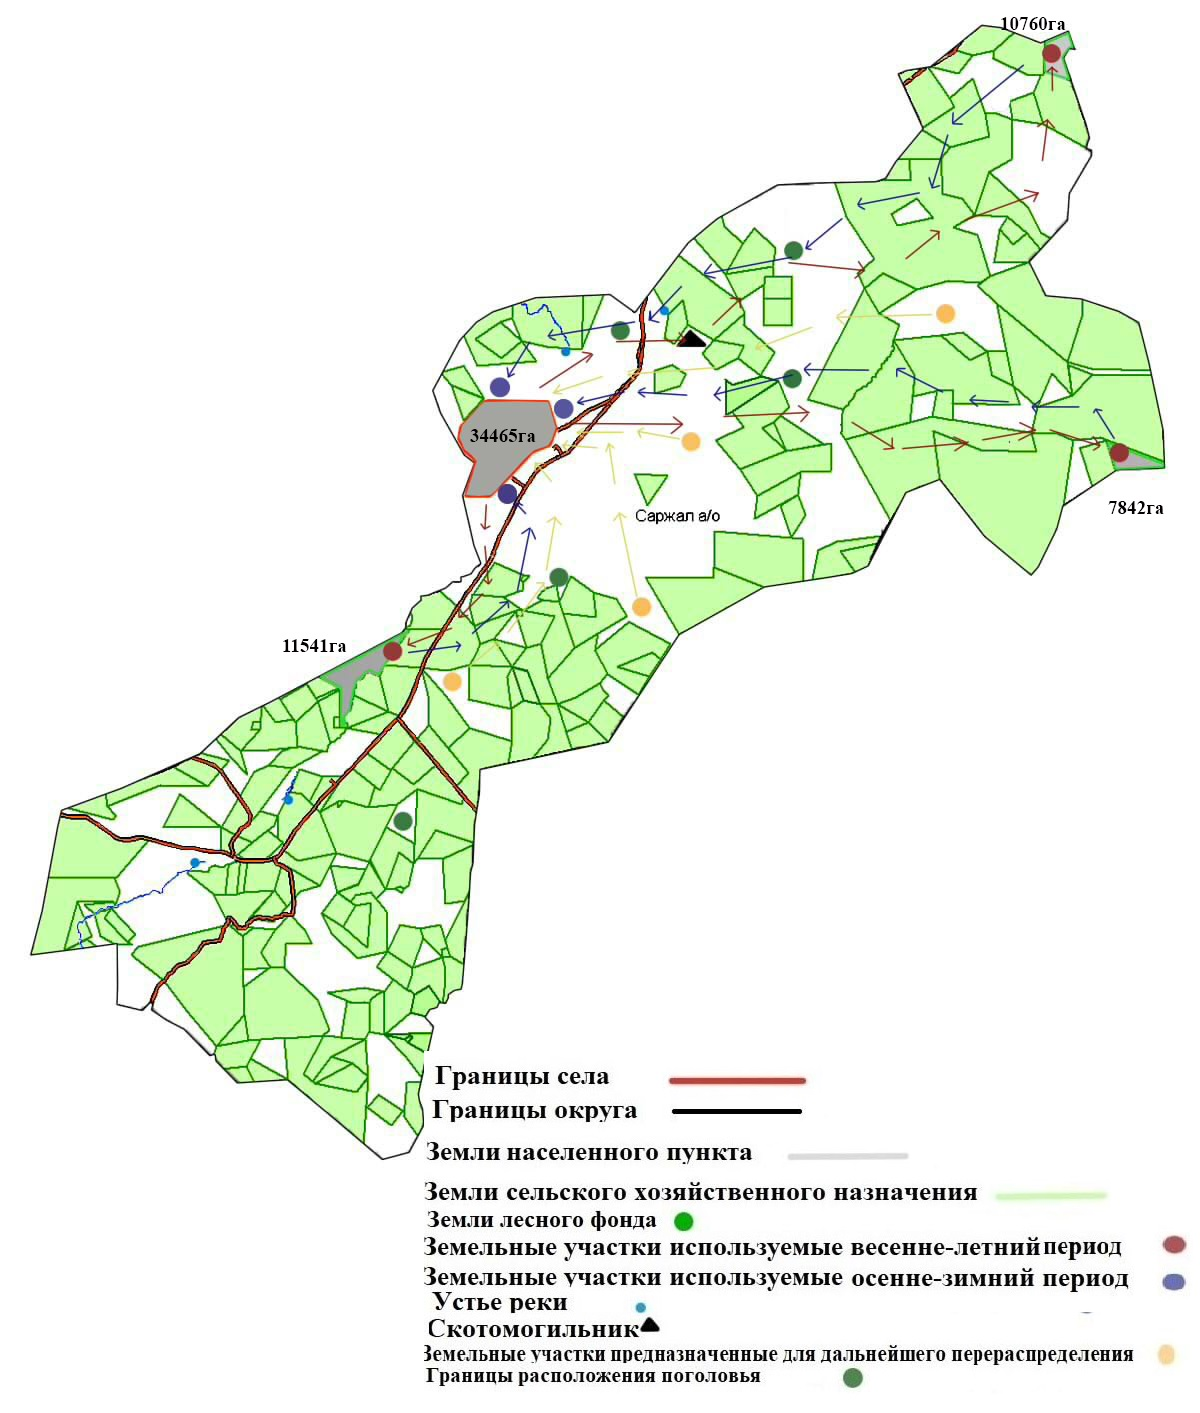 10760га
34465га
7842га
Саржал а/о
11541га
Границы села
Границы округа
Земли населенного пункта
Земли сельского хозяйственного назначения
Земли лесного фонда
Земельные участки используемые весенне-летний период
Земельные участки используемые осенне-зимний период
Устье реки
Скотомогильник
Земельные участки предназначенные для дальнейшего перераспределения
Границы расположения поголовья